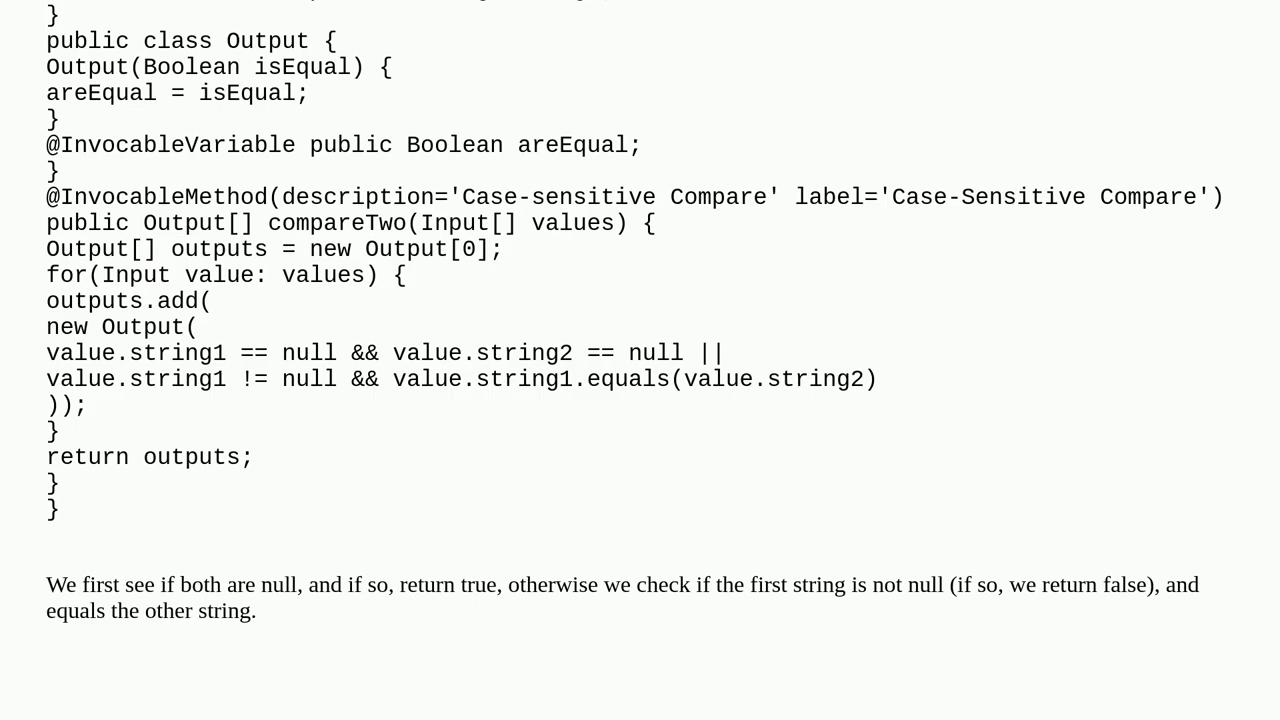 }
public class Output {
Output(Boolean isEqual) {
areEqual = isEqual;
}
@InvocableVariable public Boolean areEqual;
}
@InvocableMethod(description='Case-sensitive Compare' label='Case-Sensitive Compare')
public Output[] compareTwo(Input[] values) {
Output[] outputs = new Output[0];
for(Input value: values) {
outputs.add(
new Output(
value.string1 == null && value.string2 == null ||
value.string1 != null && value.string1.equals(value.string2)
));
}
return outputs;
}
}
We first see if both are null, and if so, return true, otherwise we check if the first string is not null (if so, we return false), and
equals the other string.